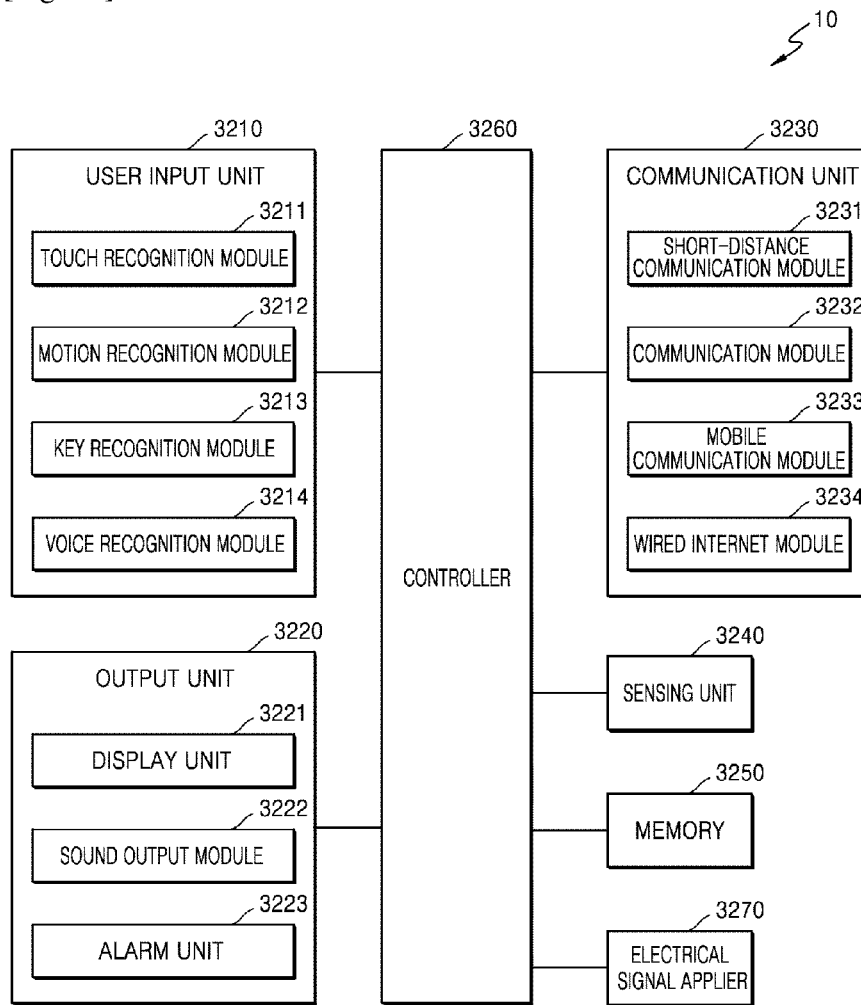 10
3210
USER INPUT UNIT
3211
TOUCH RECOGNITION MODULE
3212
MOTION RECOGNITION MODULE
3213
KEY RECOGNITION MODULE
3214
VOICE RECOGNITION MODULE
3220
OUTPUT UNIT
3221
DISPLAY UNIT
3222
SOUND OUTPUT MODULE
3223
ALARM UNIT
3260
CONTROLLER
3230
COMMUNICATION UNIT
3231
SHORT-DISTANCE
COMMUNICATION MODULE
3232
COMMUNICATION MODULE
3233
MOBILE
COMMUNICATION MODULE
3234
WIRED INTERNET MODULE
3240
SENSING UNIT
3250
MEMORY
3270
ELECTRICAL
SIGNAL APPLIER